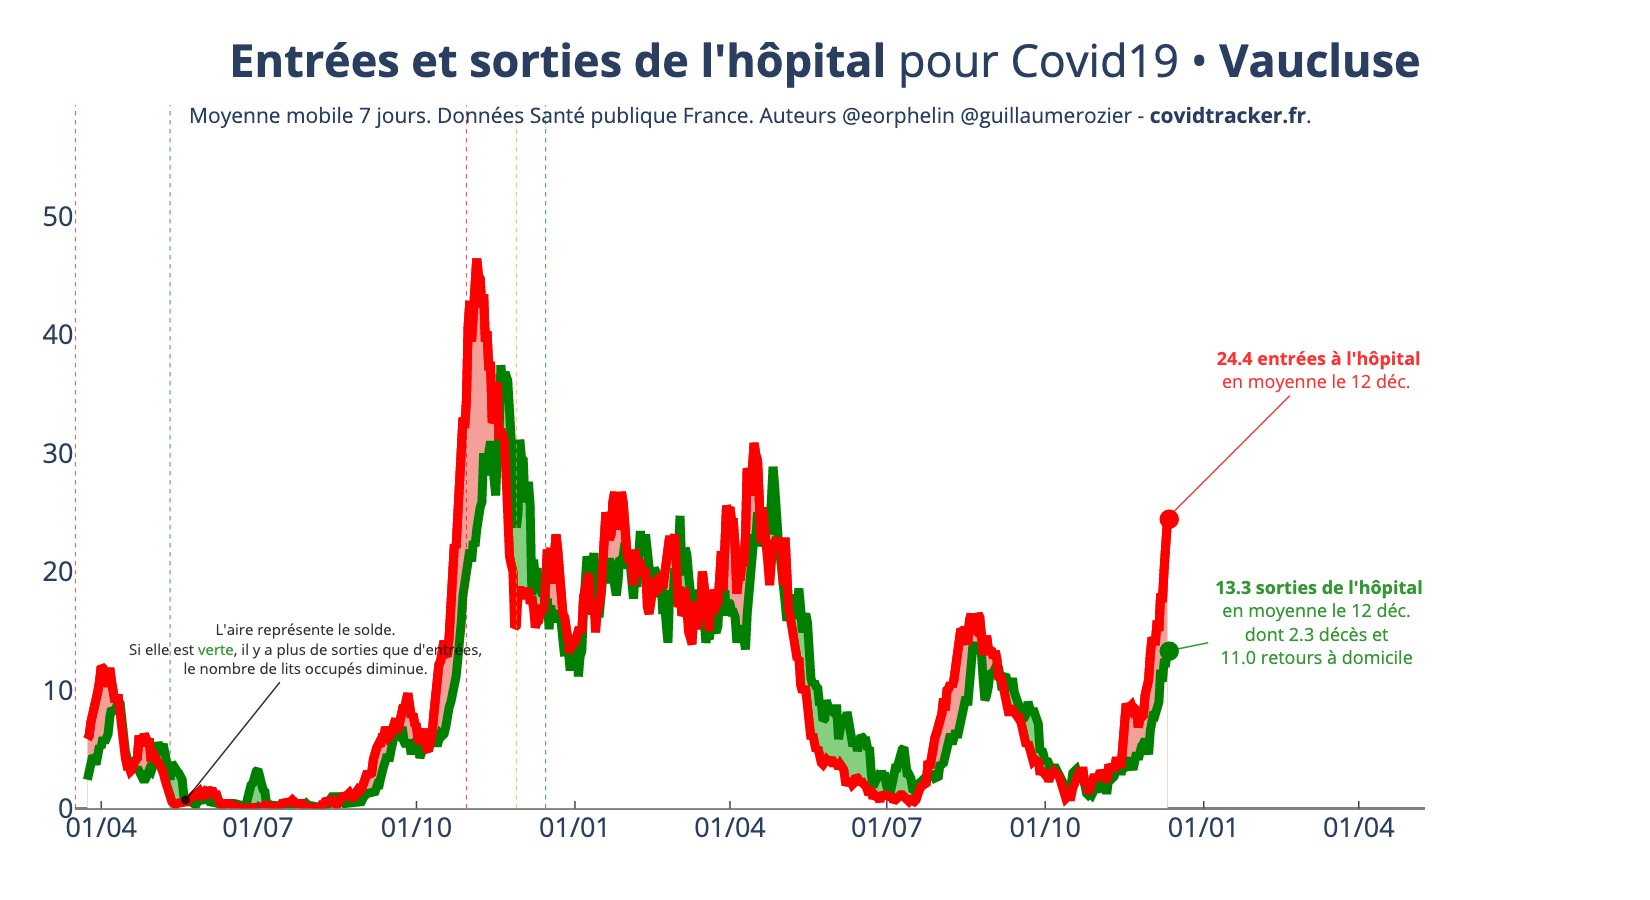 Entrées et sorties de l'hôpital pour Covid19 • Vaucluse
Moyenne mobile 7 jours. Données Santé publique France. Auteurs @eorphelin @guillaumerozier - covidtracker.fr.
50
40
30
20
10
0
24.4 entrées à l'hôpital
en moyenne le 12 déc.
13.3 sorties de l'hôpital
en moyenne le 12 déc.
dont 2.3 décès et
11.0 retours à domicile
L'aire représente le solde.
Si elle est verte, il y a plus de sorties que d'entrées,
le nombre de lits occupés diminue.
01/04 01/07 01/10 01/01 01/04 01/07 01/10 01/01 01/04